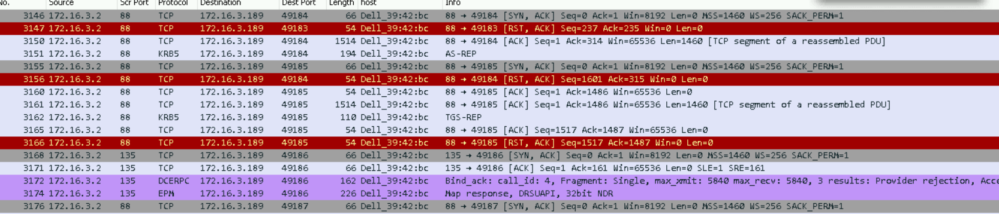 No. Source Scr Port Protocol Destination Dest Port Length host Info
3146 172.16.3.2 88 TCP 172.16.3.189 49184 66 Dell_39:42:bc 88 → 49184 [SYN, ACK] Seq=0 Ack=1 Win=8192 Len=0 MSS=1460 WS=256 SACK_PERM=1
3147 172.16.3.2 88 TCP 172.16.3.189 49183 54 Dell_39:42:bc 88 → 49183 [RST, ACK] Seq=237 Ack=235 Win=0 Len=0
3150 172.16.3.2 88 TCP 172.16.3.189 49184 1514 Dell_39:42:bc 88 → 49184 [ACK] Seq=1 Ack=314 Win=65536 Len=1460 [TCP segment of a reassembled PDU]
3151 172.16.3.2 88 KRB5 172.16.3.189 49184 194 Dell_39:42:bc AS-REP
3155 172.16.3.2 88 TCP 172.16.3.189 49185 66 Dell_39:42:bc 88 → 49185 [SYN, ACK] Seq=0 Ack=1 Win=8192 Len=0 MSS=1460 WS=256 SACK_PERM=1
3156 172.16.3.2 88 TCP 172.16.3.189 49184 54 Dell_39:42:bc 88 → 49184 [RST, ACK] Seq=1601 Ack=315 Win=0 Len=0
3160 172.16.3.2 88 TCP 172.16.3.189 49185 54 Dell_39:42:bc 88 → 49185 [ACK] Seq=1 Ack=1486 Win=65536 Len=0
3161 172.16.3.2 88 TCP 172.16.3.189 49185 1514 Dell_39:42:bc 88 → 49185 [ACK] Seq=1 Ack=1486 Win=65536 Len=1460 [TCP segment of a reassembled PDU]
3162 172.16.3.2 88 KRB5 172.16.3.189 49185 110 Dell_39:42:bc TGS-REP
3165 172.16.3.2 88 TCP 172.16.3.189 49185 54 Dell_39:42:bc 88 → 49185 [ACK] Seq=1517 Ack=1487 Win=65536 Len=0
3166 172.16.3.2 88 TCP 172.16.3.189 49185 54 Dell_39:42:bc 88 → 49185 [RST, ACK] Seq=1517 Ack=1487 Win=0 Len=0
3168 172.16.3.2 135 TCP 172.16.3.189 49186 66 Dell_39:42:bc 135 → 49186 [SYN, ACK] Seq=0 Ack=1 Win=8192 Len=0 MSS=1460 WS=256 SACK_PERM=1
3171 172.16.3.2 135 TCP 172.16.3.189 49186 66 Dell_39:42:bc 135 → 49186 [ACK] Seq=1 Ack=161 Win=65536 Len=0 SLE=1 SRE=161
3172 172.16.3.2 135 DCERPC 172.16.3.189 49186 162 Dell_39:42:bc Bind_ack: call_id: 4, Fragment: Single, max_xmit: 5840 max_recv: 5840, 3 results: Provider rejection, Acce
3174 172.16.3.2 135 EPM 172.16.3.189 49186 226 Dell_39:42:bc Map response, DRSUAPI, 32bit NDR
3176 172.16.3.2 88 TCP 172.16.3.189 49187 66 Dell_39:42:bc 88 → 49187 [SYN, ACK] Seq=0 Ack=1 Win=8192 Len=0 MSS=1460 WS=256 SACK_PERM=1